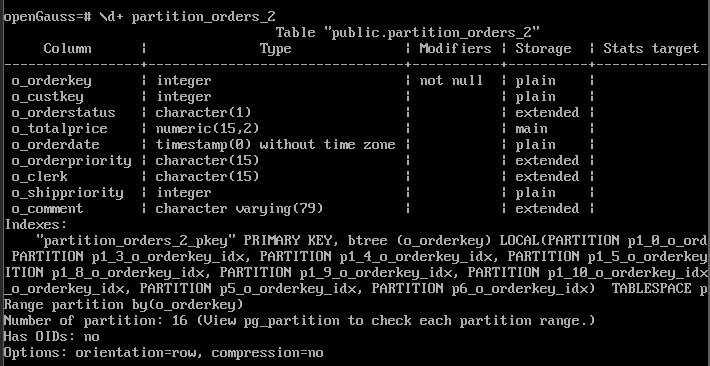 openGauss=# \d+ partition_orders_2
Table "public.partition_orders_2"
Column | Type | Modifiers | Storage | Stats target
-----------------+--------------------------------+-----------+----------+--------------
o_orderkey | integer | not null | plain |
o_custkey | integer | | plain |
o_orderstatus | character(1) | | extended |
o_totalprice | numeric(15,2) | | main |
o_orderdate | timestamp(0) without time zone | | plain |
o_orderpriority | character(15) | | extended |
o_clerk | character(15) | | extended |
o_shippriority | integer | | plain |
o_comment | character varying(79) | | extended |
Indexes:
"partition_orders_2_pkey" PRIMARY KEY, btree (o_orderkey) LOCAL(PARTITION p1_0_o_ord
PARTITION p1_3_o_orderkey_idx, PARTITION p1_4_o_orderkey_idx, PARTITION p1_5_o_orderkey
ITION p1_8_o_orderkey_idx, PARTITION p1_9_o_orderkey_idx, PARTITION p1_10_o_orderkey_idx
_o_orderkey_idx, PARTITION p5_o_orderkey_idx, PARTITION p6_o_orderkey_idx) TABLESPACE p
Range partition by(o_orderkey)
Number of partition: 16 (View pg_partition to check each partition range.)
Has OIDs: no
Options: orientation=row, compression=no